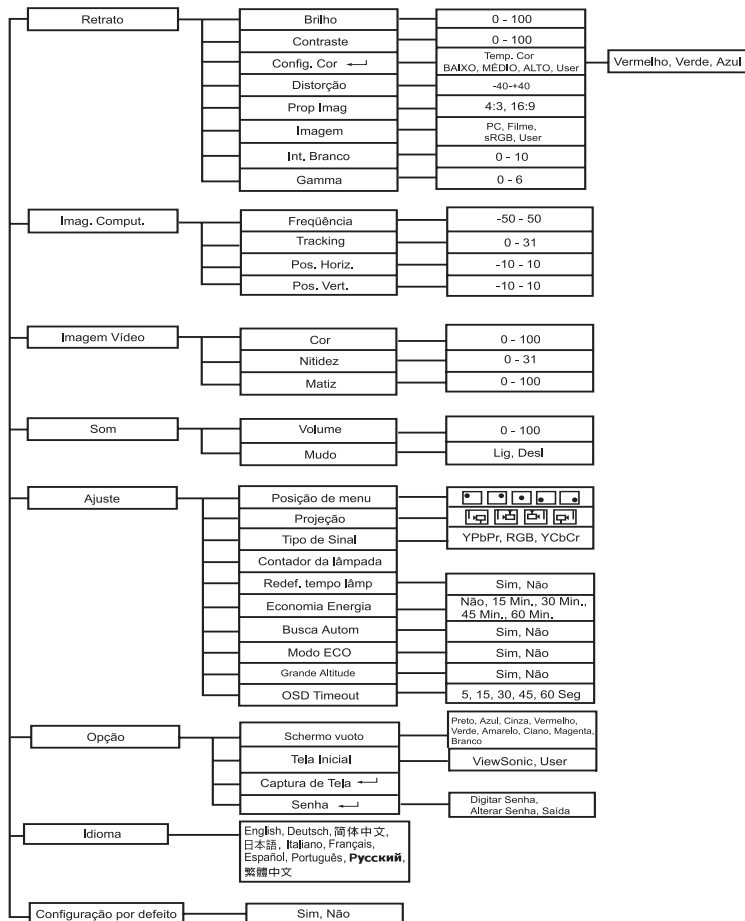 Retrato
Brilho
0 - 100
Contraste
0 - 100
Config. Cor
Temp. Cor
BAIXO, MÉDIO, ALTO, User
Vermelho, Verde, Azul
Distorção
-40-+40
Prop Imag
4:3, 16:9
Imagem
PC, Filme,
sRGB, User
Int. Branco
0 - 10
Gamma
0 - 6
Imag. Comput.
Freqüência
-50 - 50
Tracking
0 - 31
Pos. Horiz.
-10 - 10
Pos. Vert.
-10 - 10
Imagem Vídeo
Cor
0 - 100
Nitidez
0 - 31
Matiz
0 - 100
Som
Volume
0 - 100
Mudo
Lig, Desl
Ajuste
Posição de menu
Projeção
Tipo de Sinal
YPbPr, RGB, YCbCr
Contador da lâmpada
Redef. tempo lâmp
Sim, Não
Economia Energia
Não, 15 Min., 30 Min.,
45 Min., 60 Min.
Busca Autom
Sim, Não
Modo ECO
Sim, Não
Grande Altitude
Sim, Não
OSD Timeout
5, 15, 30, 45, 60 Seg
Opção
Schermo vuoto
Preto, Azul, Cinza, Vermelho,
Verde, Amarelo, Ciano, Magenta,
Branco
Tela Inicial
ViewSonic, User
Captura de Tela
Senha
Digitar Senha,
Alterar Senha, Saída
Idioma
English, Deutsch, 简体中文,
日本語, Italiano, Français,
Español, Português, Русский,
繁體中文
Configuração por defeito
Sim, Não